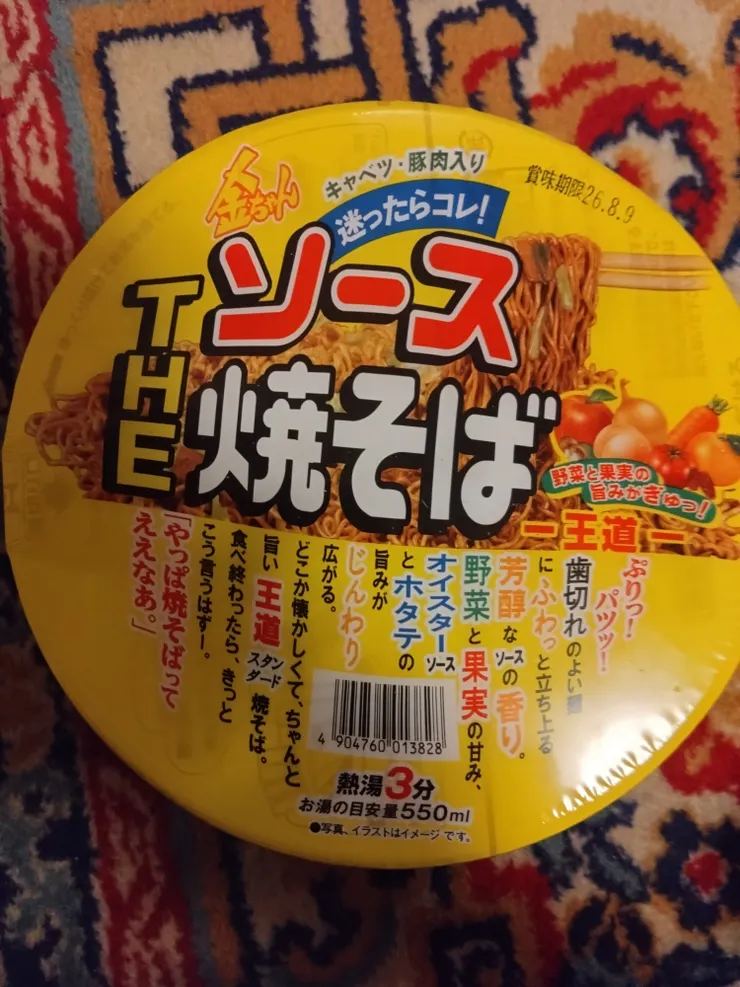 金ちゃん
キャベツ・豚肉入り
賞味期限26.8.9
迷ったらコレ!
THE
ソース
焼そば
野菜と果実の
旨みがぎゅっ!
王道
ぷりっ!
パツッ!
歯切れのよい麺
にふわっと立ち上る
芳醇なソースの香り。
野菜と果実の甘み、
オイスターソース
とホタテの
旨みが
じんわり
広がる。
どこか懐かしくて、ちゃんと
旨い王道スタンダード焼そば。
食べ終わったら、きっと
こう言うはずー。
「やっぱ焼そばって
ええなあ。」
4 904760 013828
熱湯3分
お湯の目安量550ml
●写真、イラストはイメージです。